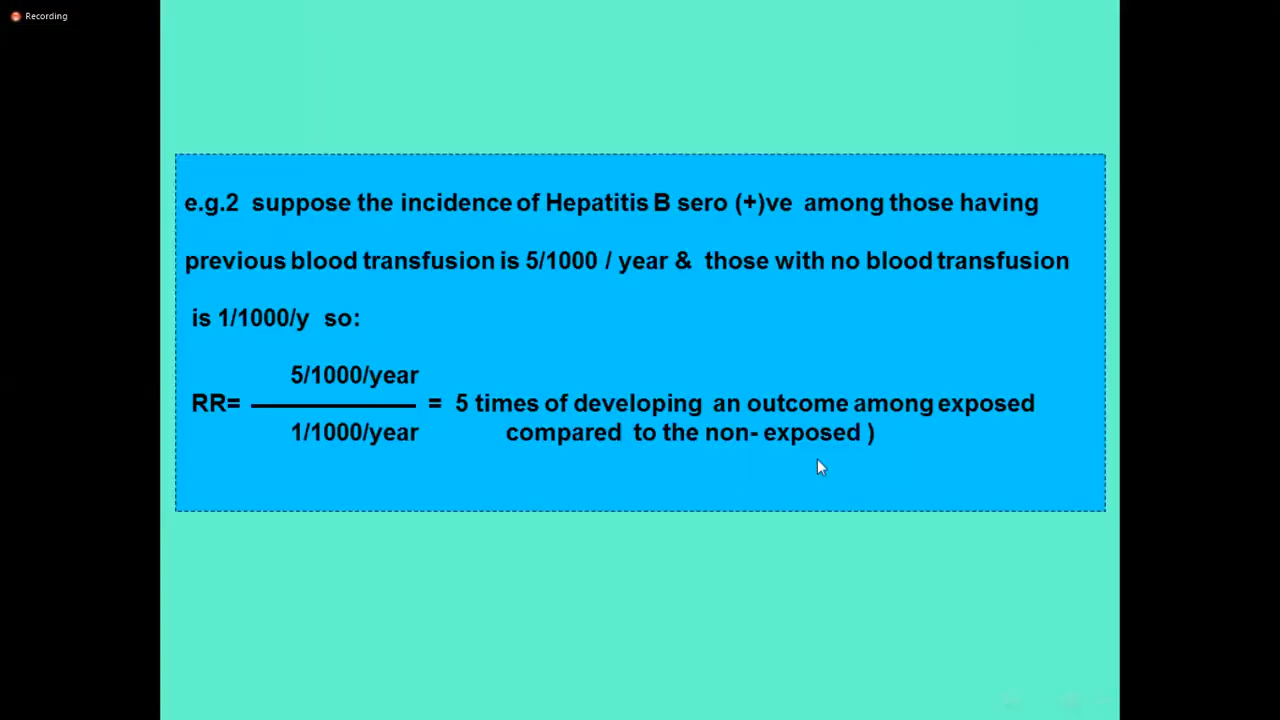 Recording
e.g.2 suppose the incidence of Hepatitis B sero (+)ve among those having
previous blood transfusion is 5/1000 / year & those with no blood transfusion
is 1/1000/y so:
5/1000/year
RR= = 5 times of developing an outcome among exposed
1/1000/year compared to the non- exposed )